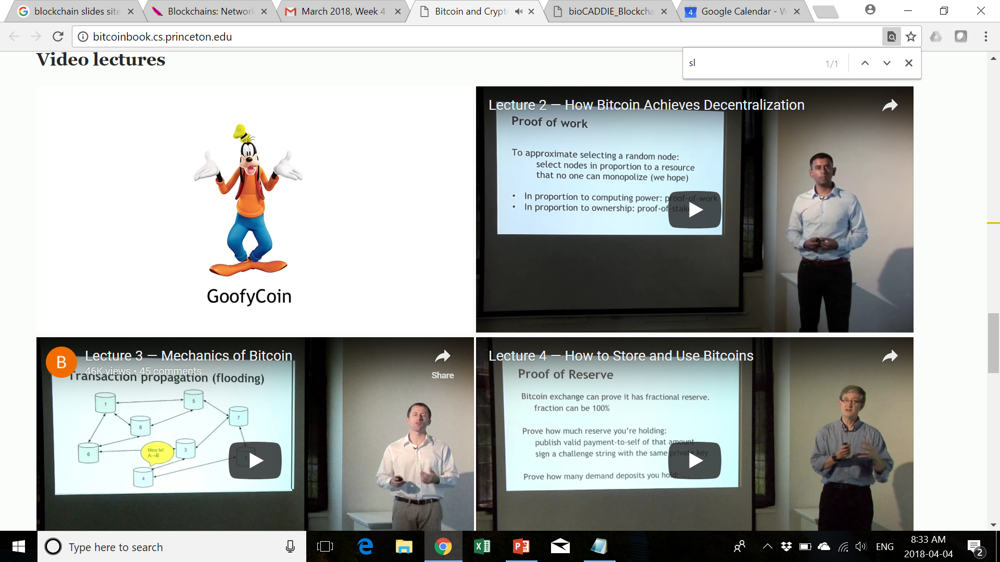 blockchain slides site
Blockchains: Network
March 2018, Week 4
Bitcoin and Crypto
bioCADDIE_Blockcha
4
Google Calendar - W
bitcoinbook.cs.princeton.edu
sl
1/1
Video lectures
GoofyCoin
Lecture 2 — How Bitcoin Achieves Decentralization
Proof of work
To approximate selecting a random node:
select nodes in proportion to a resource
that no one can monopolize (we hope)
• In proportion to computing power: proof-of-work
• In proportion to ownership: proof-of-stake
B
Lecture 3 — Mechanics of Bitcoin
46K views • 45 comments
Share
Transaction propagation (flooding)
1
5
7
8
New tx!
A→B
3
6
2
4
Lecture 4 — How to Store and Use Bitcoins
Proof of Reserve
Bitcoin exchange can prove it has fractional reserve.
fraction can be 100%
Prove how much reserve you're holding:
publish valid payment-to-self of that amount
sign a challenge string with the same private key
Prove how many demand deposits you hold: ...
Type here to search
ENG
8:33 AM
2018-04-04
2